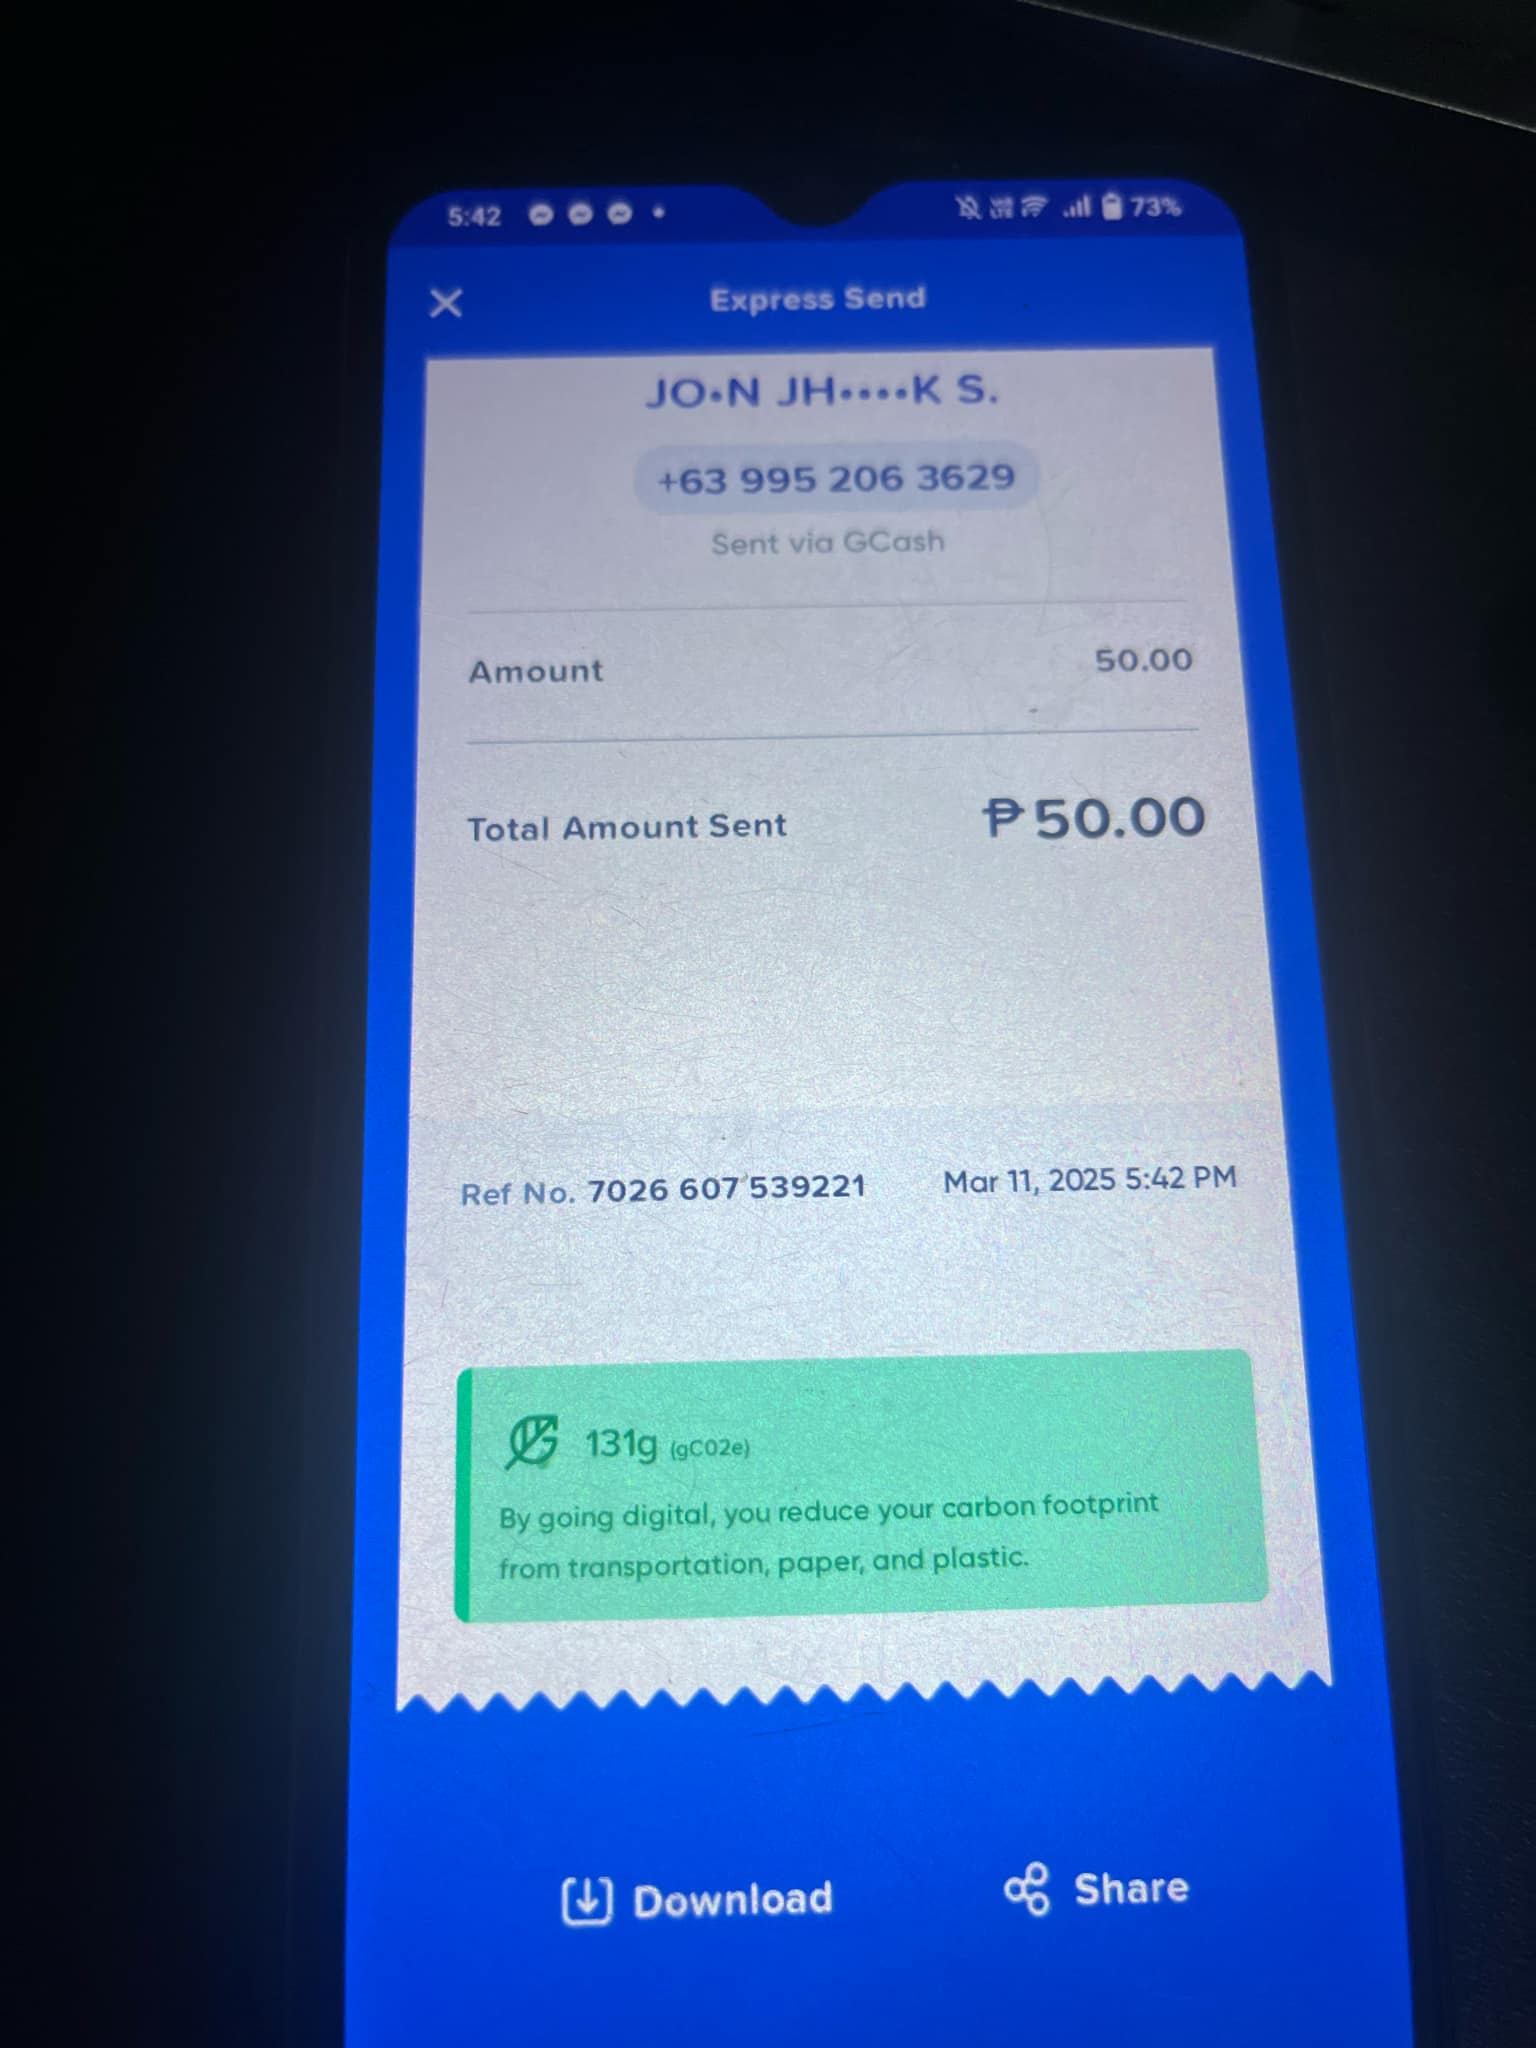 5:42 73%
Express Send
JO•N JH••••K S.
+63 995 206 3629
Sent via GCash
Amount 50.00
Total Amount Sent ₱50.00
Ref No. 7026 607 539221 Mar 11, 2025 5:42 PM
131g (gC02e)
By going digital, you reduce your carbon footprint
from transportation, paper, and plastic.
Download Share